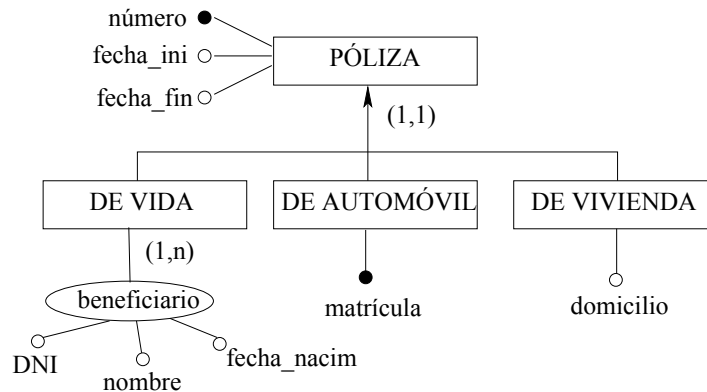 número
fecha_ini
fecha_fin
PÓLIZA
(1,1)
DE VIDA
DE AUTOMÓVIL
DE VIVIENDA
(1,n)
beneficiario
matrícula
domicilio
DNI
nombre
fecha_nacim